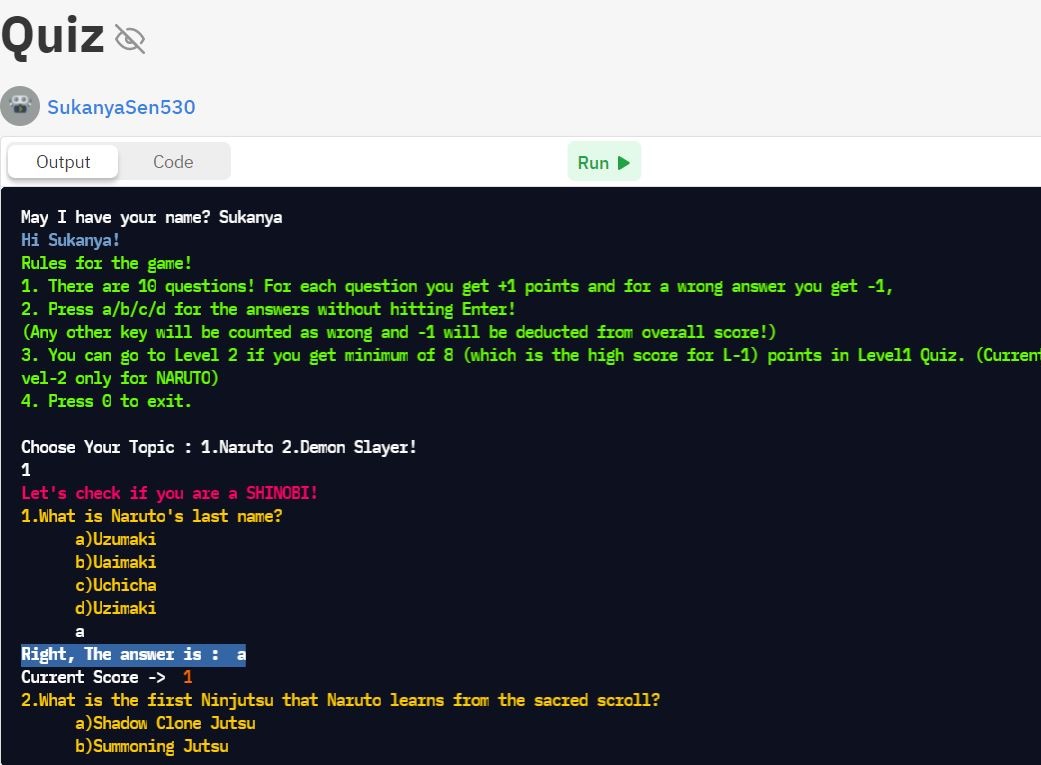 Quiz
SukanyaSen530
Output Code Run
May I have your name? Sukanya
Hi Sukanya!
Rules for the game!
1. There are 10 questions! For each question you get +1 points and for a wrong answer you get -1,
2. Press a/b/c/d for the answers without hitting Enter!
(Any other key will be counted as wrong and -1 will be deducted from overall score!)
3. You can go to Level 2 if you get minimum of 8 (which is the high score for L-1) points in Level1 Quiz. (Current
vel-2 only for NARUTO)
4. Press 0 to exit.
Choose Your Topic : 1.Naruto 2.Demon Slayer!
1
Let's check if you are a SHINOBI!
1.What is Naruto's last name?
a)Uzumaki
b)Uaimaki
c)Uchicha
d)Uzimaki
a
Right, The answer is : a
Current Score -> 1
2.What is the first Ninjutsu that Naruto learns from the sacred scroll?
a)Shadow Clone Jutsu
b)Summoning Jutsu